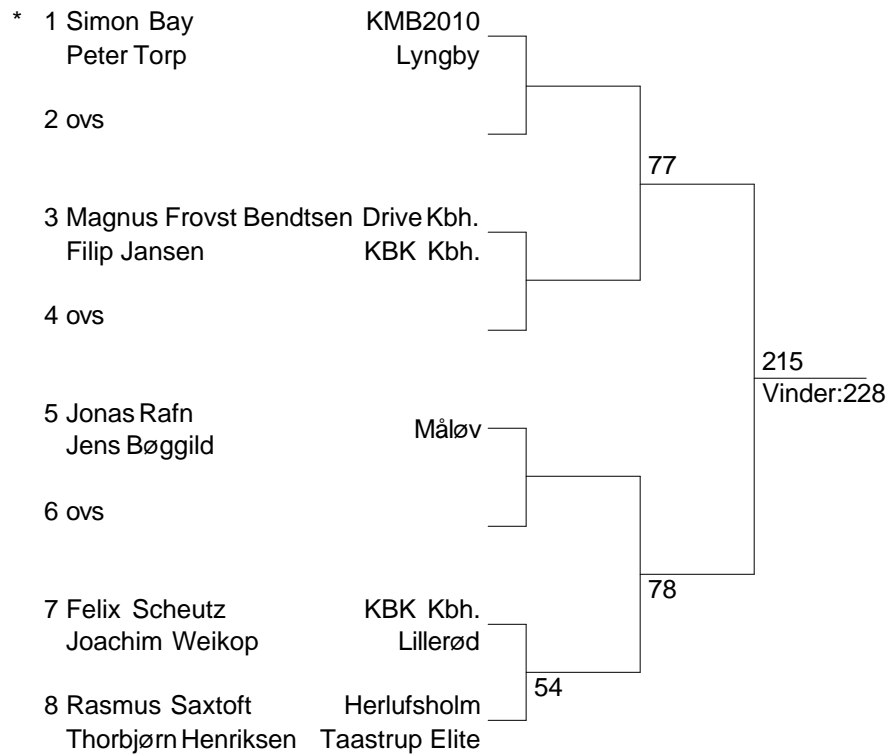 * 1 Simon Bay KMB2010
Peter Torp Lyngby
2 ovs
77
3 Magnus Frovst Bendtsen Drive Kbh.
Filip Jansen KBK Kbh.
4 ovs
215
Vinder:228
5 Jonas Rafn
Måløv
Jens Bøggild
6 ovs
78
7 Felix Scheutz KBK Kbh.
Joachim Weikop Lillerød
54
8 Rasmus Saxtoft Herlufsholm
Thorbjørn Henriksen Taastrup Elite